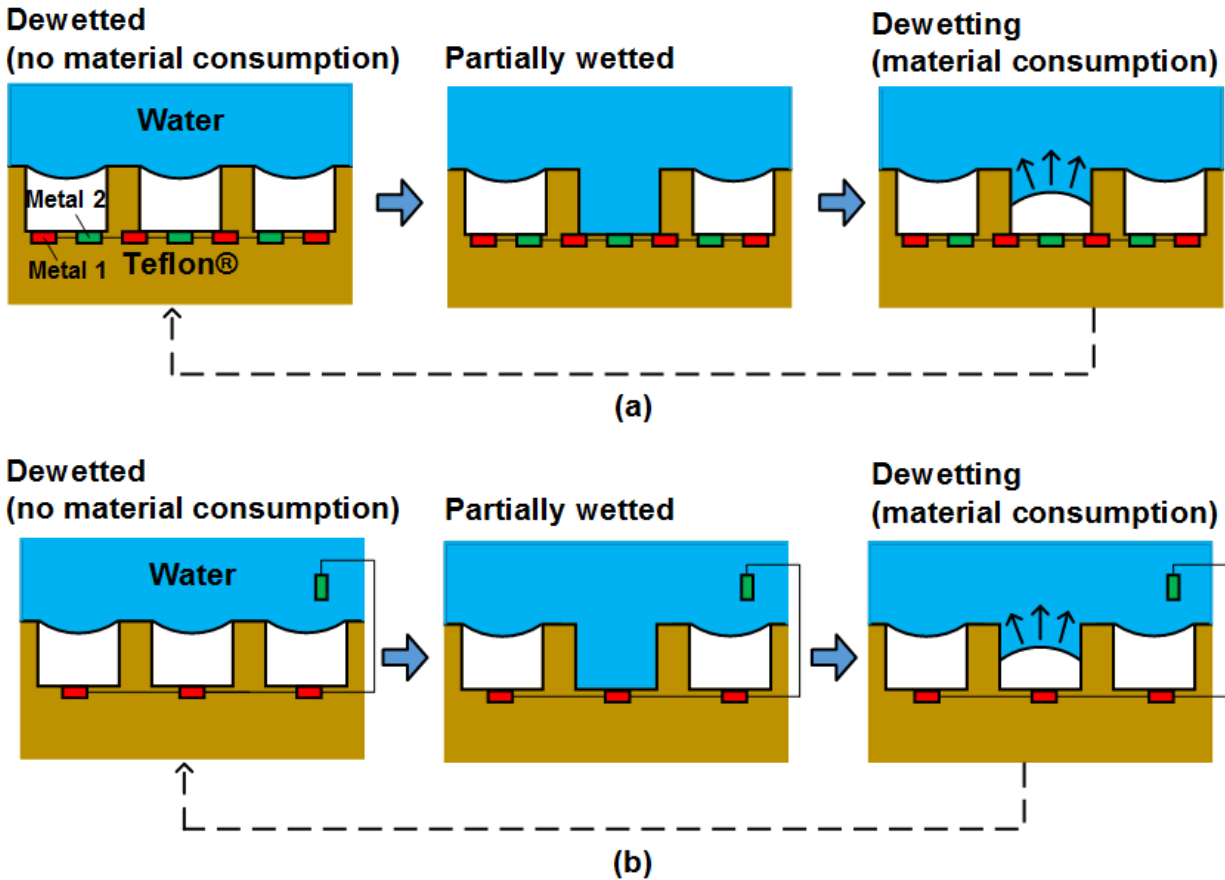 Dewetted
(no material consumption)
Partially wetted
Dewetting
(material consumption)
Water
Metal 2
Metal 1
Teflon®
(a)
Dewetted
(no material consumption)
Partially wetted
Dewetting
(material consumption)
Water
(b)